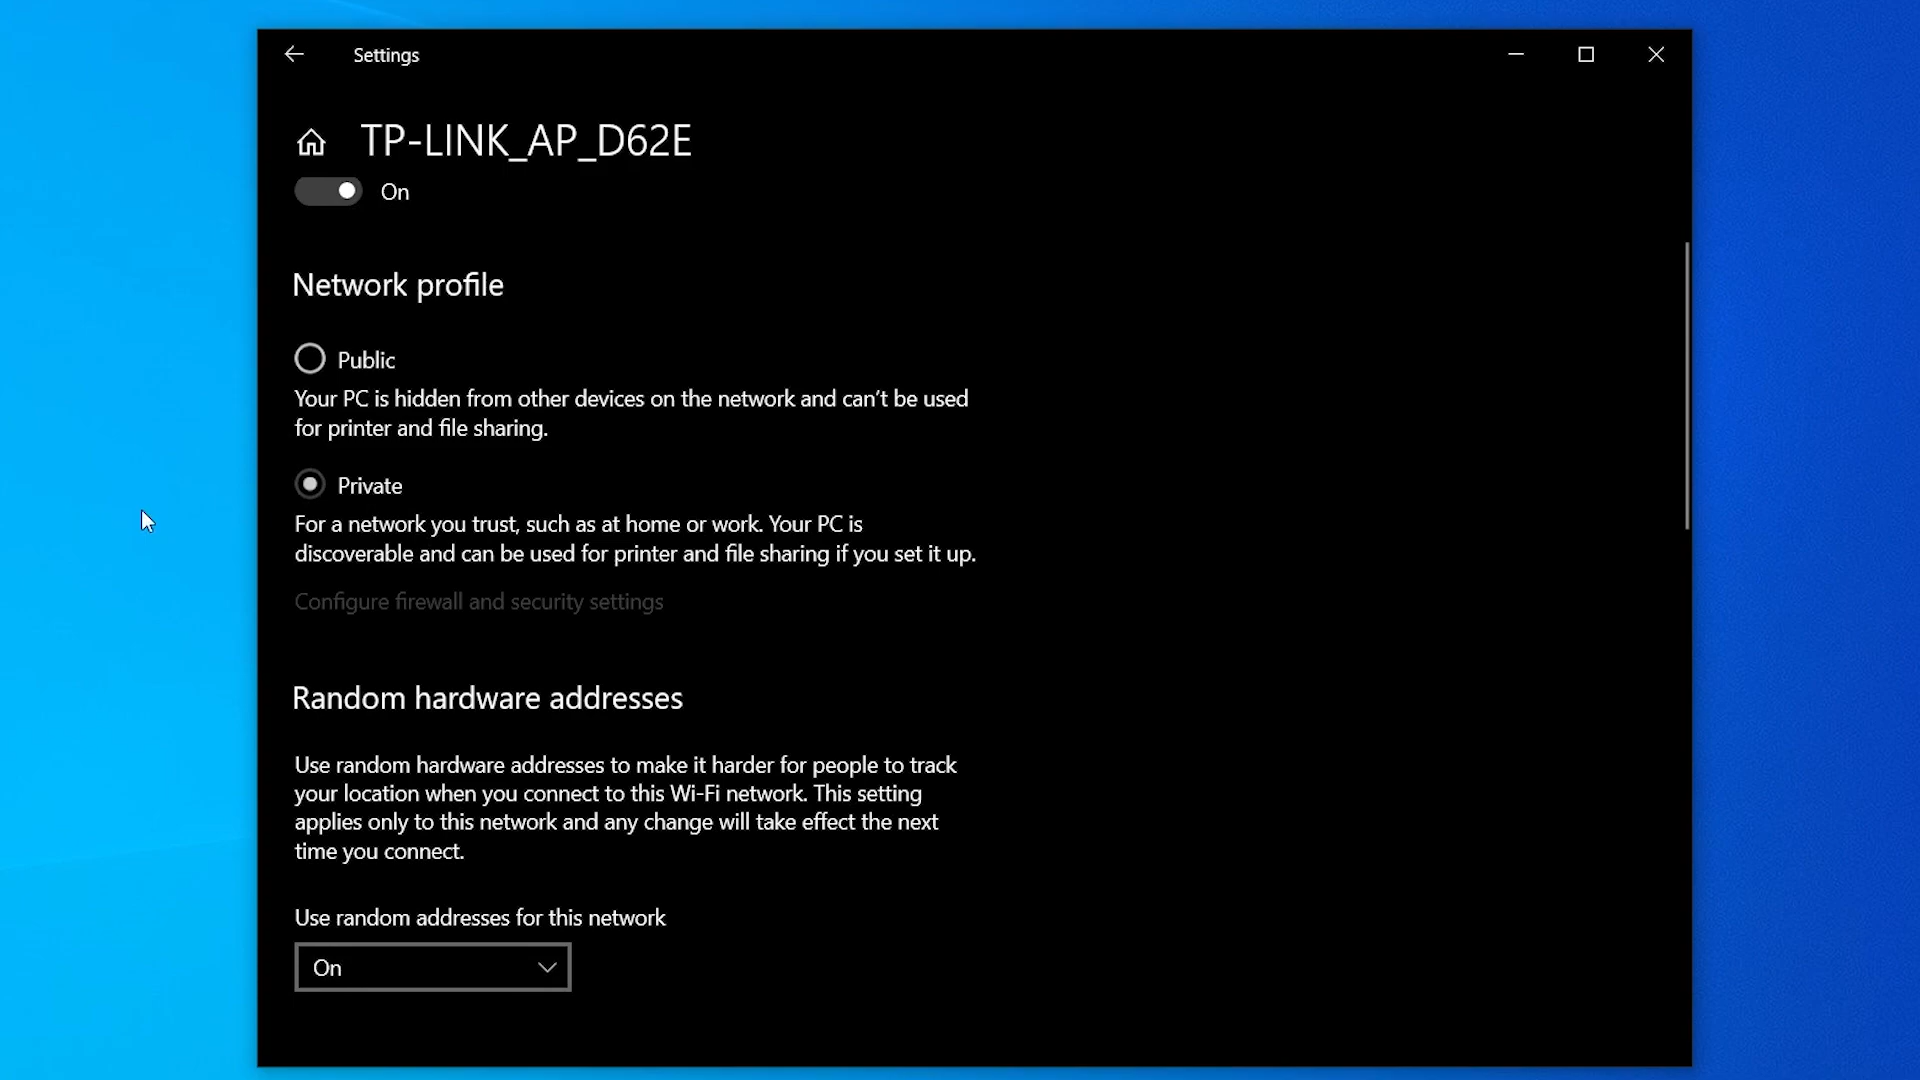 Settings
TP-LINK_AP_D62E
On
Network profile
Public
Your PC is hidden from other devices on the network and can't be used
for printer and file sharing.
Private
For a network you trust, such as at home or work. Your PC is
discoverable and can be used for printer and file sharing if you set it up.
Configure firewall and security settings
Random hardware addresses
Use random hardware addresses to make it harder for people to track
your location when you connect to this Wi-Fi network. This setting
applies only to this network and any change will take effect the next
time you connect.
Use random addresses for this network
On